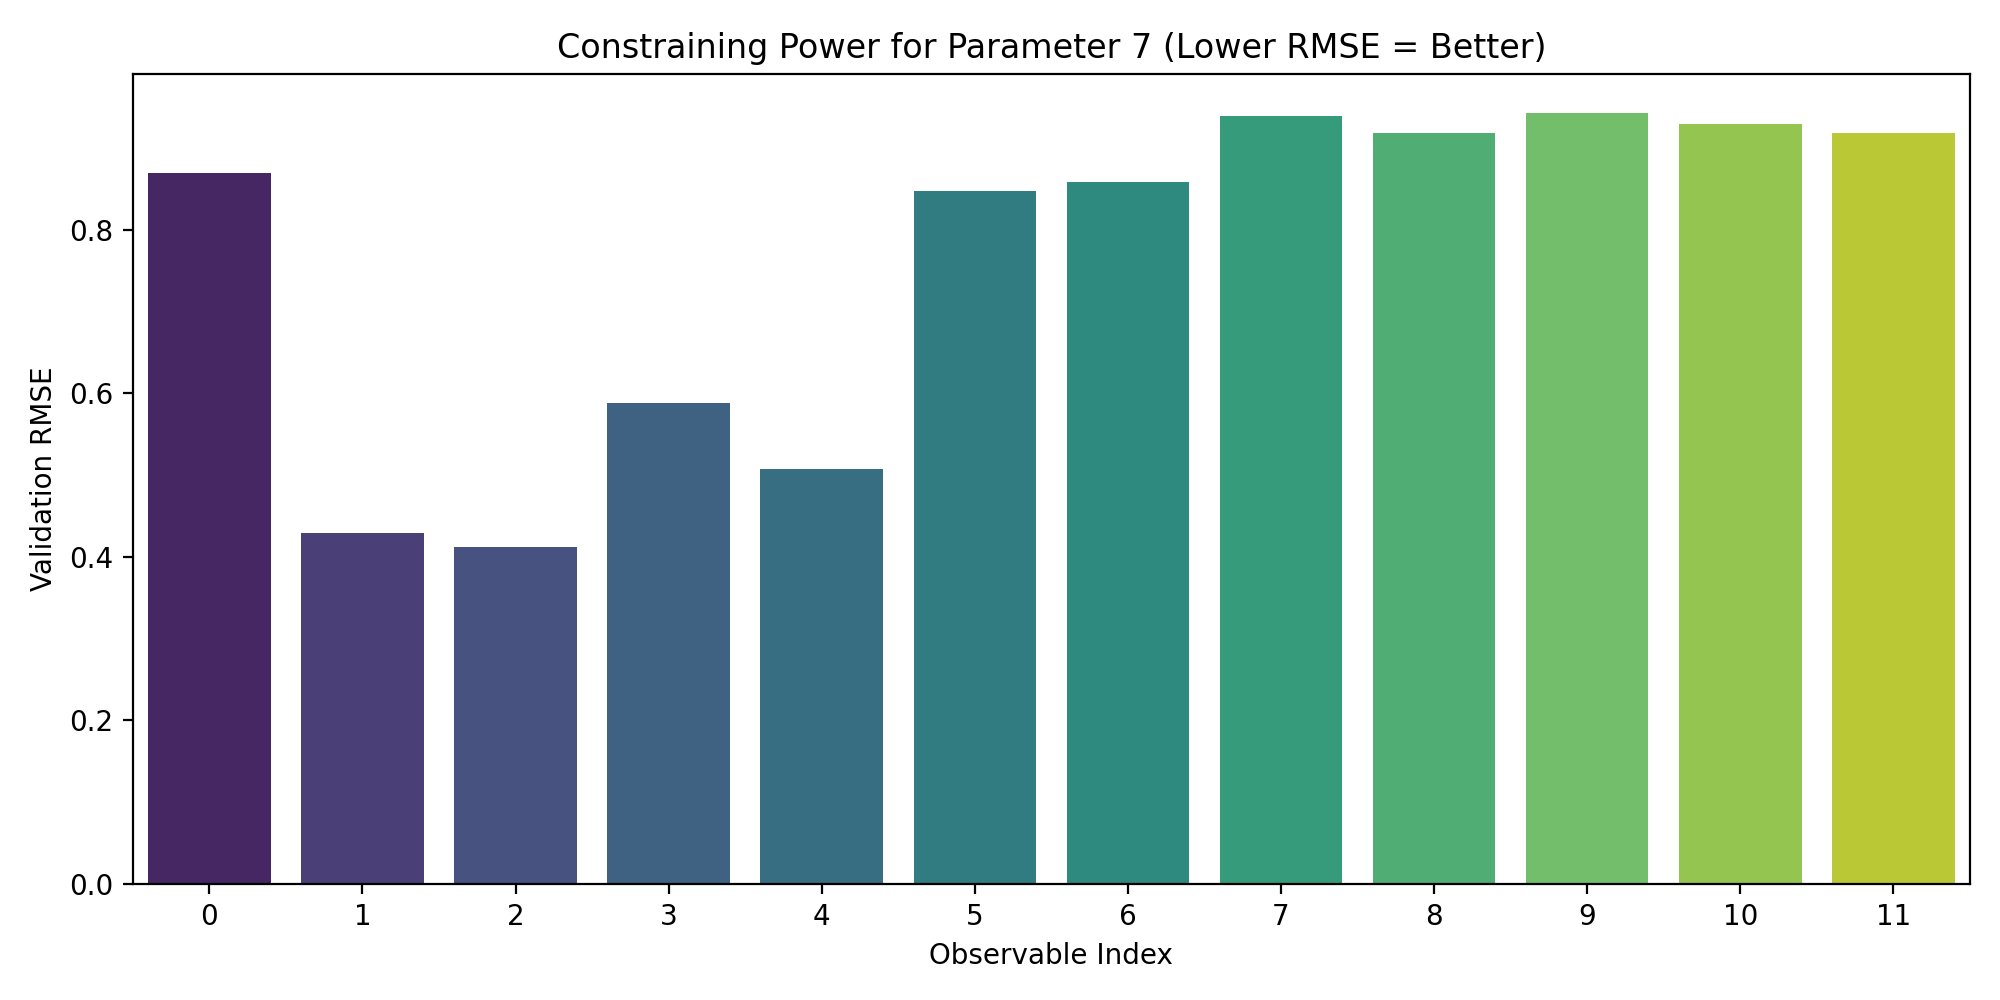 Constraining Power for Parameter 7 (Lower RMSE = Better)
Validation RMSE
0.8
0.6
0.4
0.2
0.0
0 1 2 3 4 5 6 7 8 9 10 11
Observable Index